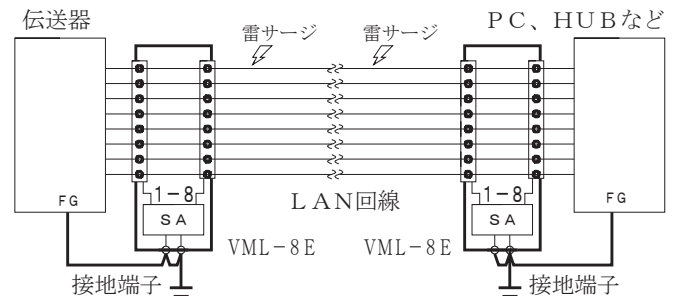 伝送器
雷サージ
雷サージ
ＰＣ、ＨＵＢなど
FG
1-8
SA
ＬＡＮ回線
1-8
SA
FG
VML-8E
VML-8E
接地端子
接地端子